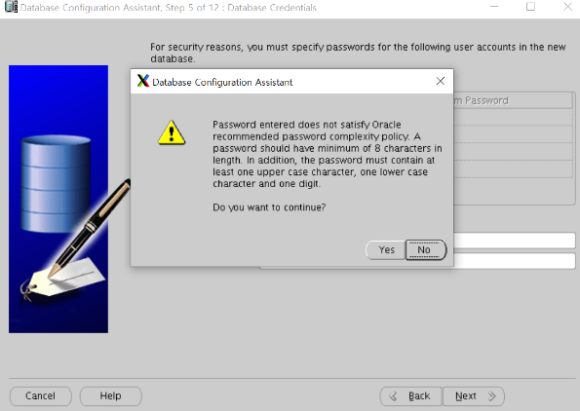 Database Configuration Assistant, Step 5 of 12 : Database Credentials
For security reasons, you must specify passwords for the following user accounts in the new
database.
Database Configuration Assistant
m Password
Password entered does not satisfy Oracle
recommended password complexity policy. A
password should have minimum of 8 characters in
length. In addition, the password must contain at
least one upper case character, one lower case
character and one digit.
Do you want to continue?
Yes
No
Cancel
Help
Back
Next